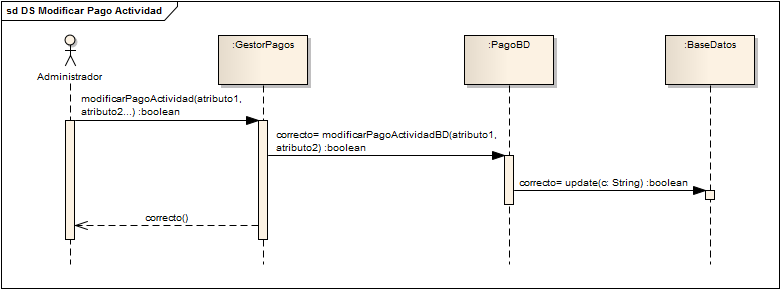 sd DS Modificar Pago Actividad
:GestorPagos
:PagoBD
:BaseDatos
Administrador
modificarPagoActividad(atributo1,
atributo2...) :boolean
correcto= modificarPagoActividadBD(atributo1,
atributo2) :boolean
correcto= update(c: String) :boolean
correcto()